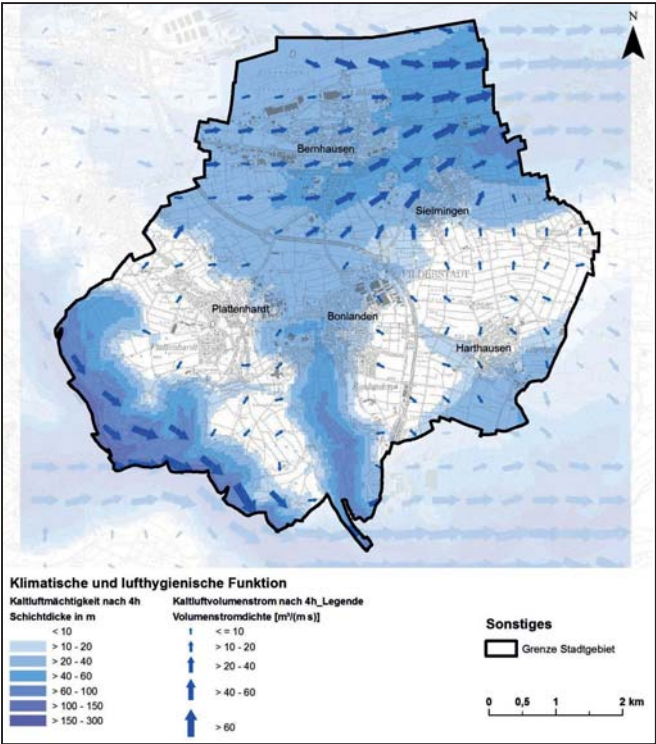 N
Bernhausen
Sielmingen
FILDERSTADT
Plattenhardt
Bonlanden
Harthausen
Klimatische und lufthygienische Funktion
Kaltluftmächtigkeit nach 4h
Schichtdicke in m
< 10
> 10 - 20
> 20 - 40
> 40 - 60
> 60 - 100
> 100 - 150
> 150 - 300
Kaltluftvolumenstrom nach 4h_Legende
Volumenstromdichte [m³/(m s)]
< = 10
> 10 - 20
> 20 - 40
> 40 - 60
> 60
Sonstiges
Grenze Stadtgebiet
0 0,5 1 2 km